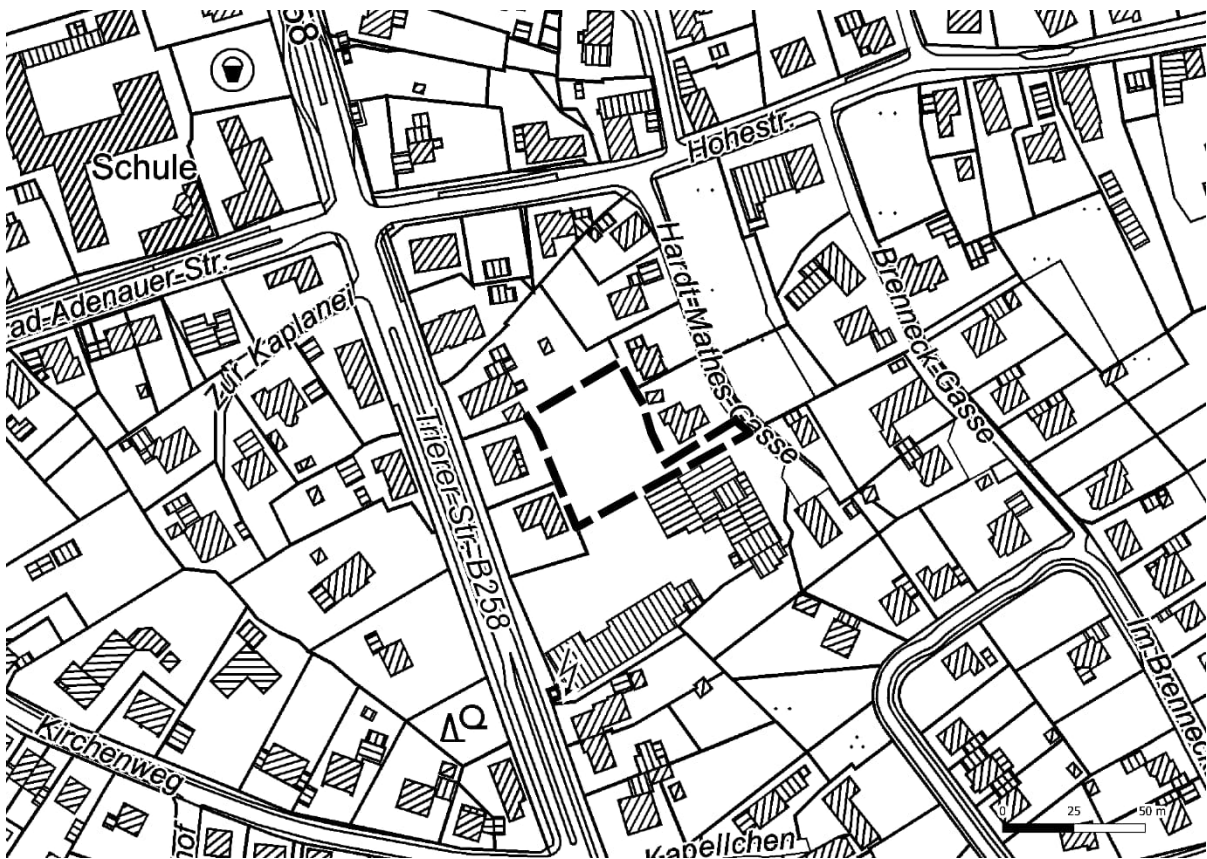 Schule
Hohestr.
ad-Adenauer-Str.
zur Kaplanei
Hardt-Mathes-Gasse
Brenneck-Gasse
Trierer-Str.-B258
Kirchenweg
Im-Brenneck
Kapellchen
hof
0 25 50 m